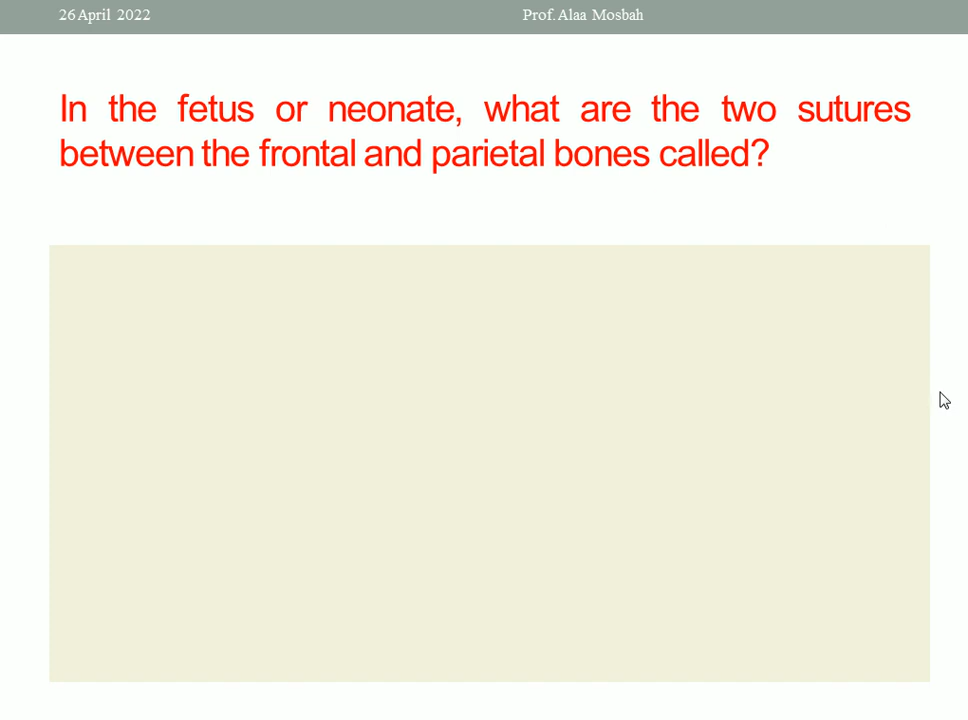 26 April 2022 Prof. Alaa Mosbah
In the fetus or neonate, what are the two sutures
between the frontal and parietal bones called?